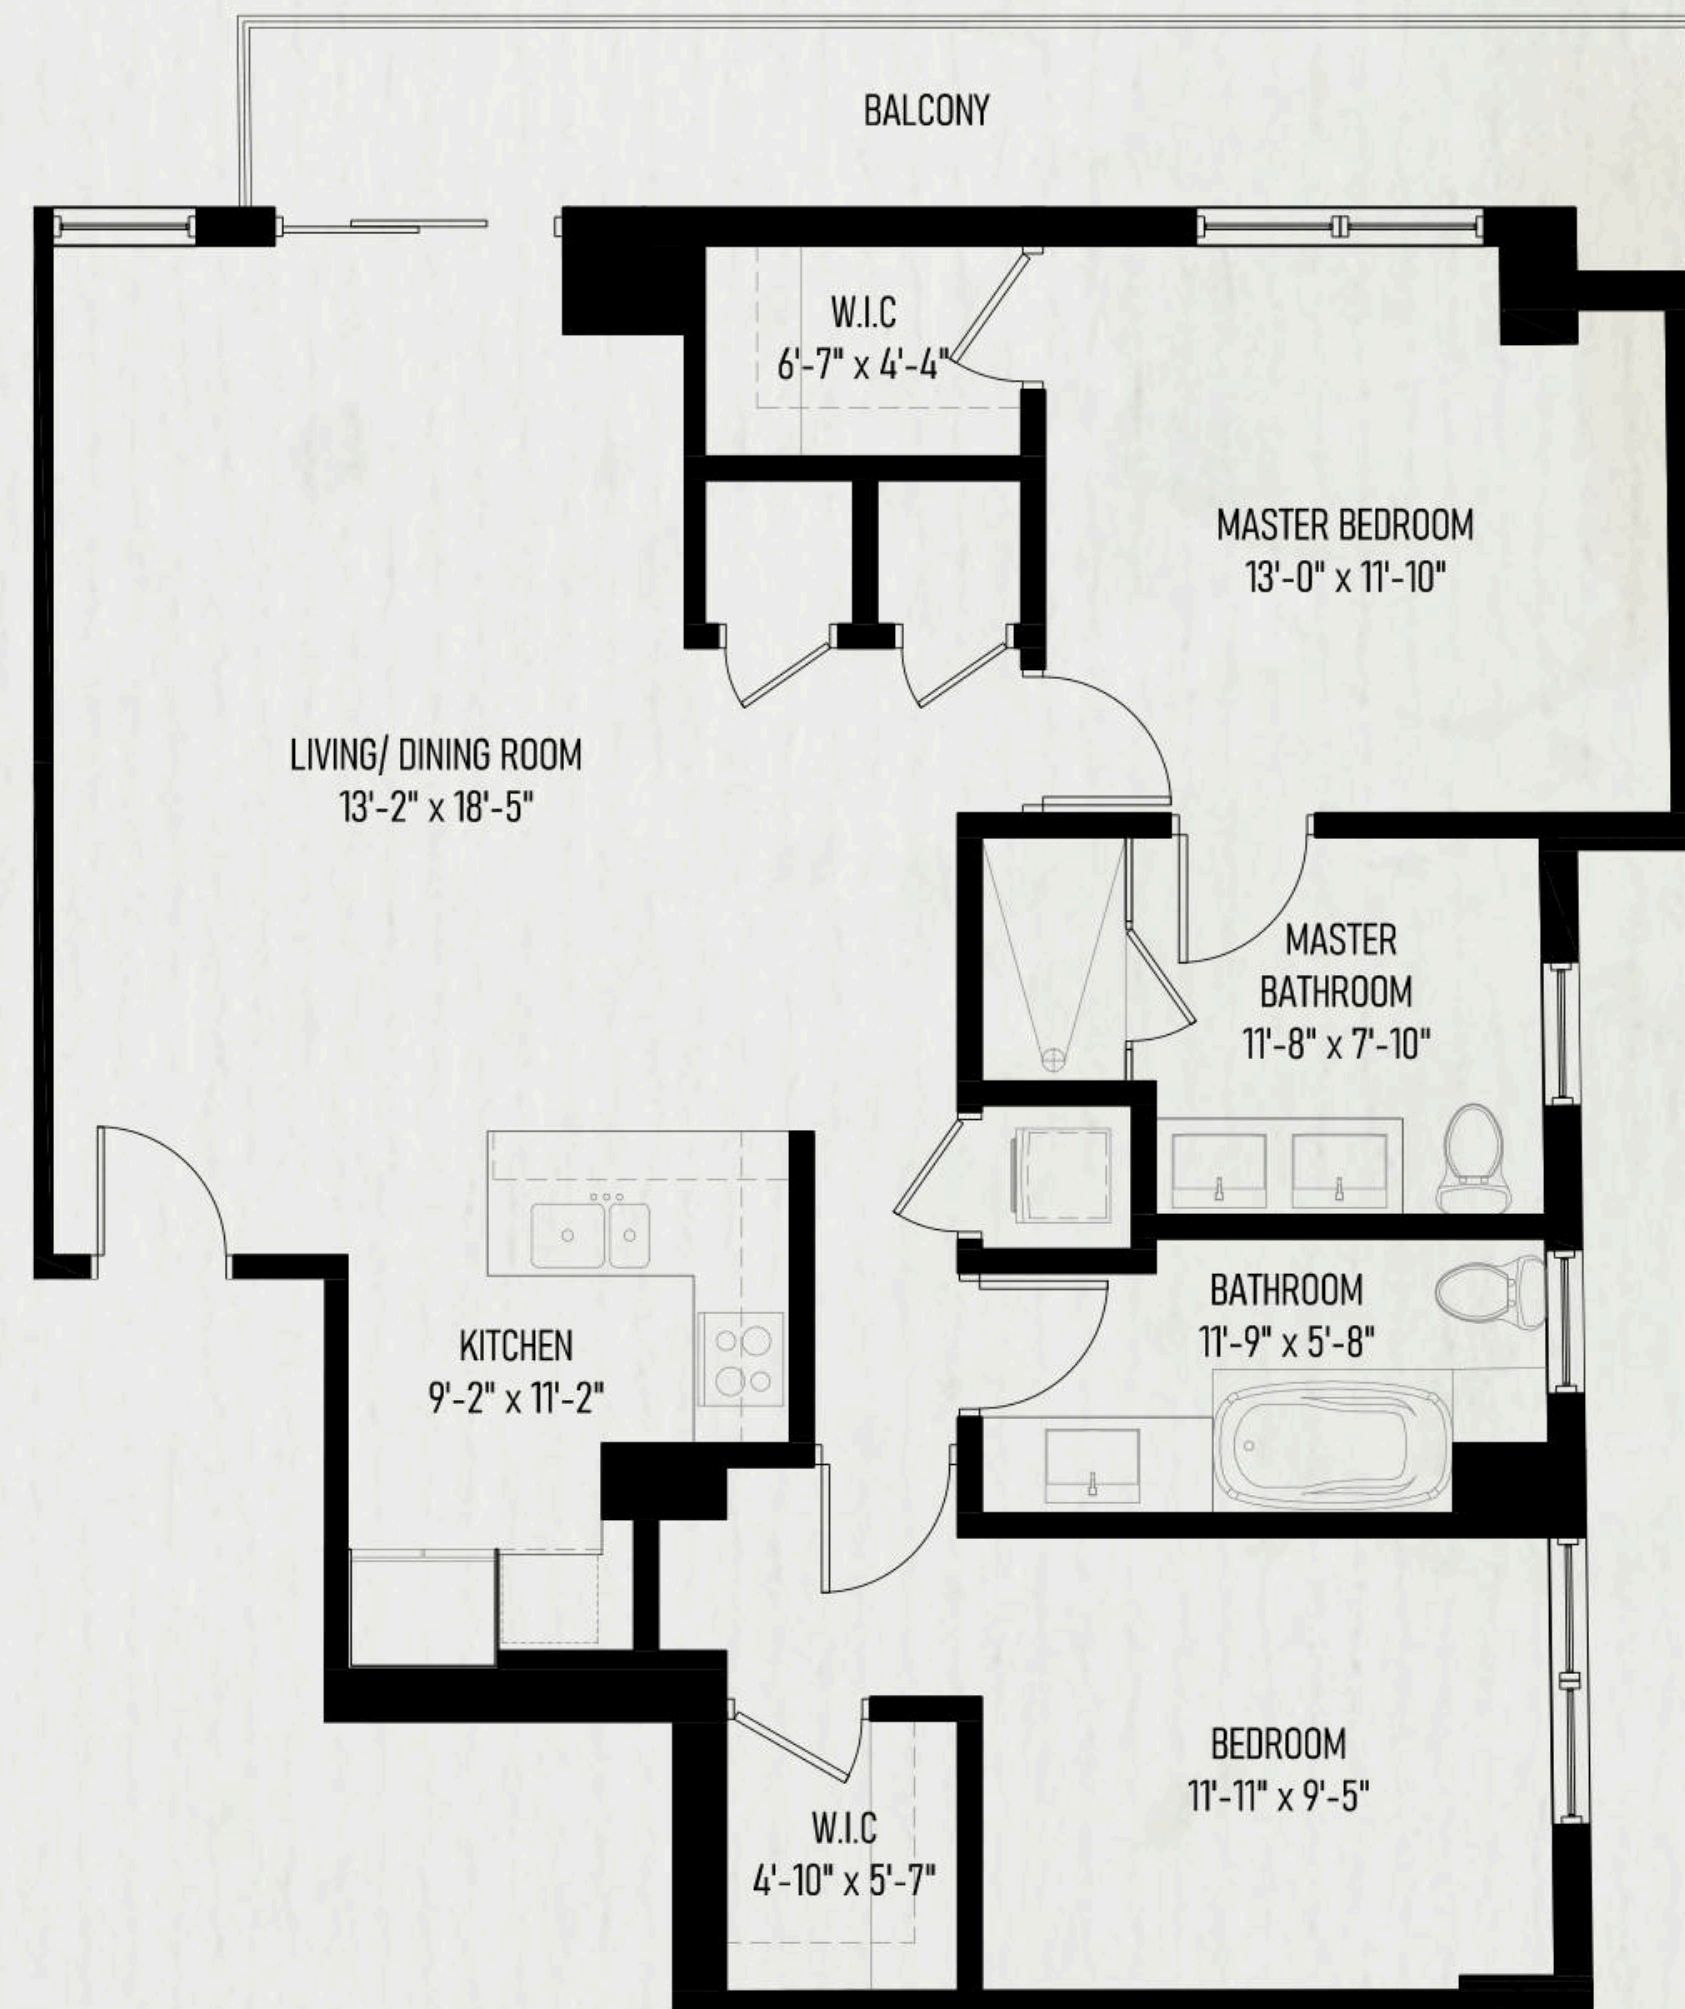 BALCONY
W.I.C
6'-7" x 4'-4"
MASTER BEDROOM
13'-0" x 11'-10"
LIVING/ DINING ROOM
13'-2" x 18'-5"
MASTER
BATHROOM
11'-8" x 7'-10"
BATHROOM
11'-9" x 5'-8"
KITCHEN
9'-2" x 11'-2"
BEDROOM
11'-11" x 9'-5"
W.I.C
4'-10" x 5'-7"